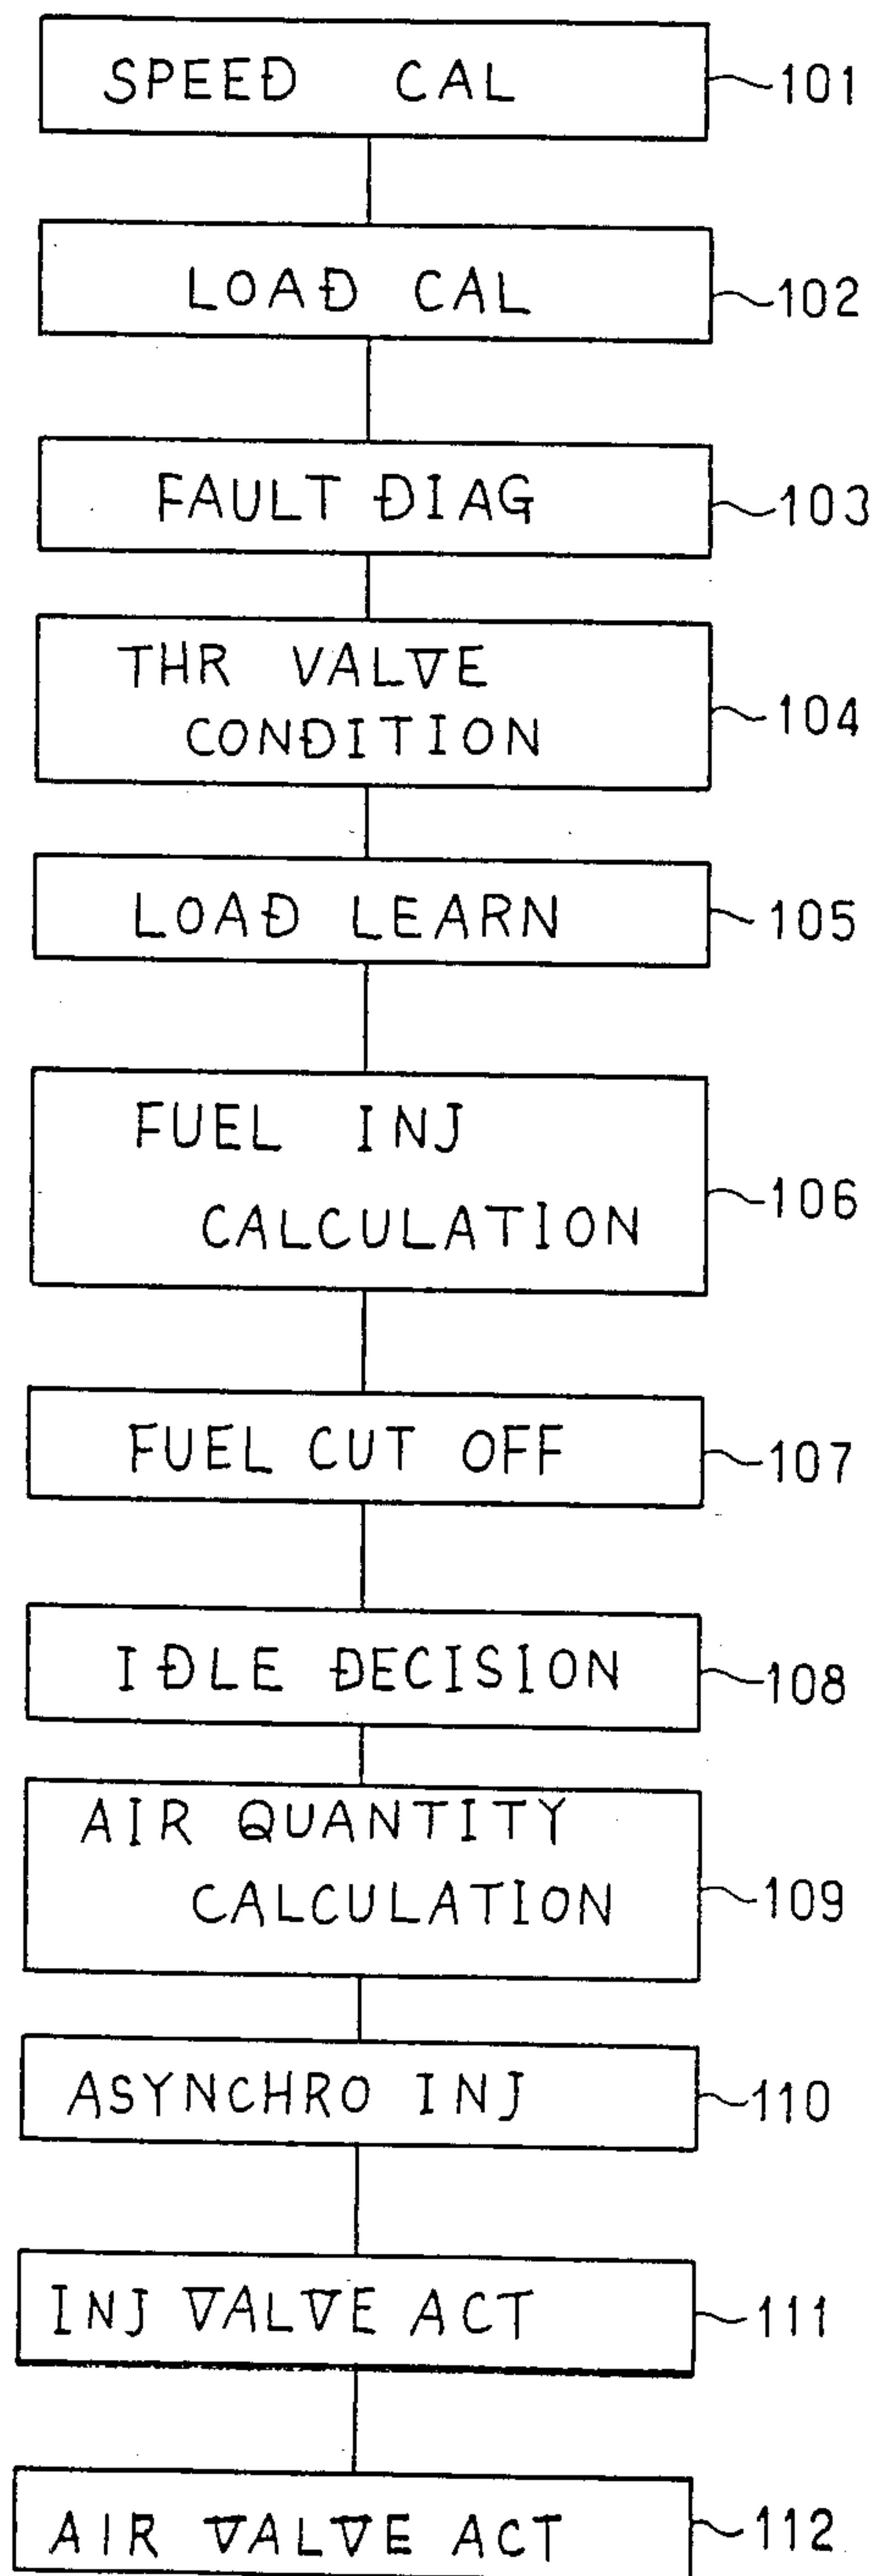 SPEED CAL 101
LOAD CAL 102
FAULT DIAG 103
THR VALVE
CONDITION 104
LOAD LEARN 105
FUEL INJ
CALCULATION 106
FUEL CUT OFF 107
IDLE DECISION 108
AIR QUANTITY
CALCULATION 109
ASYNCHRO INJ 110
INJ VALVE ACT 111
AIR VALVE ACT 112